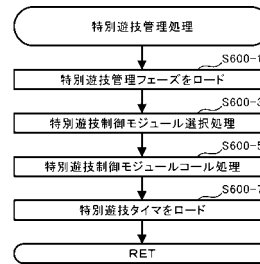 特別遊技管理処理
S600-1
特別遊技管理フェーズをロード
S600-3
特別遊技制御モジュール選択処理
S600-5
特別遊技制御モジュールコール処理
S600-7
特別遊技タイマをロード
RET